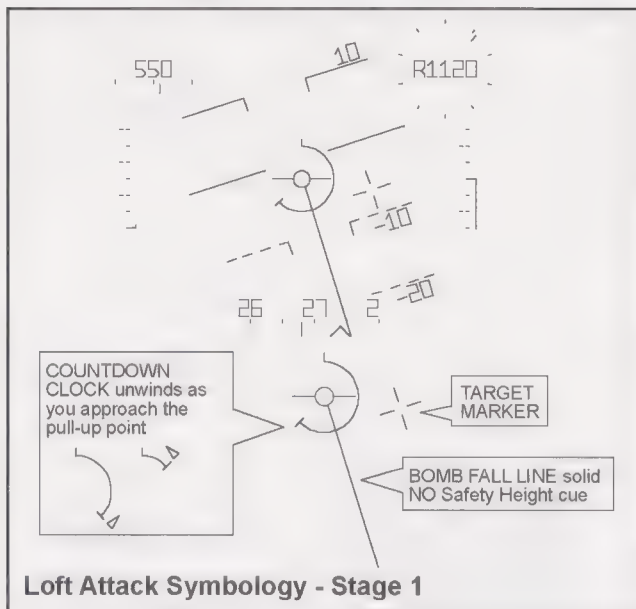 550
10
R1120
-10
-20
26 27 2
COUNTDOWN
CLOCK unwinds as
you approach the
pull-up point
TARGET
MARKER
BOMB FALL LINE solid
NO Safety Height cue
Loft Attack Symbology - Stage 1